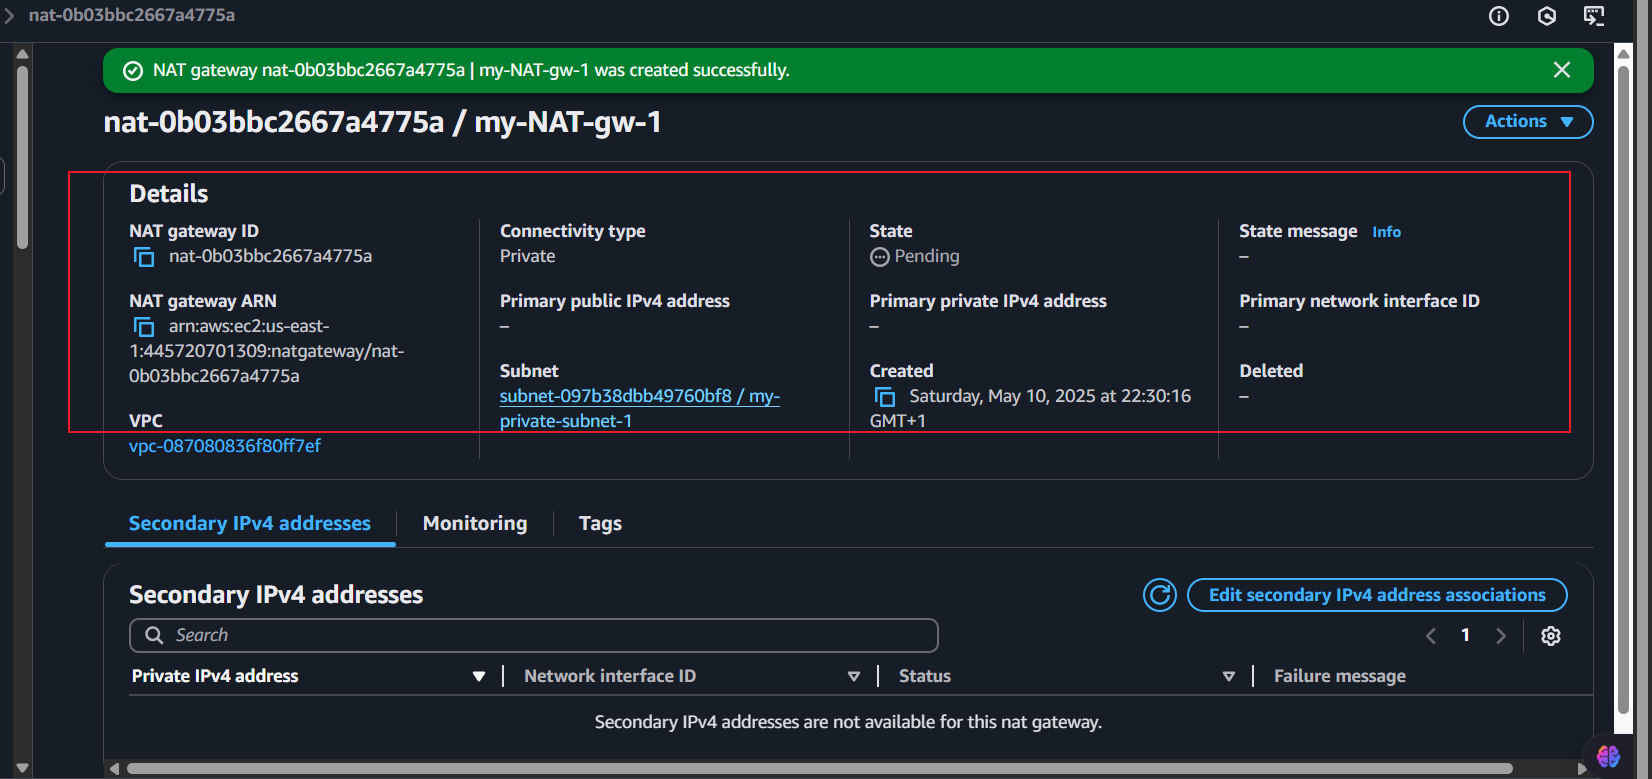 nat-0b03bbc2667a4775a
NAT gateway nat-0b03bbc2667a4775a | my-NAT-gw-1 was created successfully.
nat-0b03bbc2667a4775a / my-NAT-gw-1
Actions
Details
NAT gateway ID
nat-0b03bbc2667a4775a
Connectivity type
Private
State
Pending
State message Info
–
NAT gateway ARN
arn:aws:ec2:us-east-
1:445720701309:natgateway/nat-
0b03bbc2667a4775a
Primary public IPv4 address
–
Primary private IPv4 address
–
Primary network interface ID
–
VPC
vpc-087080836f80ff7ef
Subnet
subnet-097b38dbb49760bf8 / my-
private-subnet-1
Created
Saturday, May 10, 2025 at 22:30:16
GMT+1
Deleted
–
Secondary IPv4 addresses Monitoring Tags
Secondary IPv4 addresses
Edit secondary IPv4 address associations
Search
1
Private IPv4 address Network interface ID Status Failure message
Secondary IPv4 addresses are not available for this nat gateway.